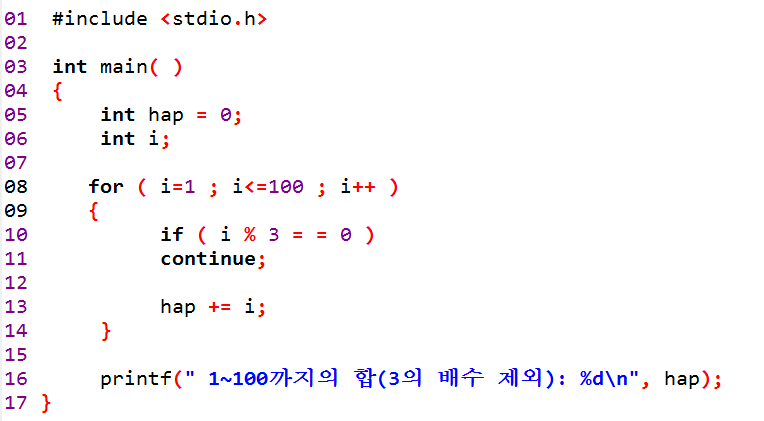 01 #include <stdio.h>
02
03 int main( )
04 {
05 int hap = 0;
06 int i;
07
08 for ( i=1 ; i<=100 ; i++ )
09 {
10 if ( i % 3 = = 0 )
11 continue;
12
13 hap += i;
14 }
15
16 printf(" 1~100까지의 합(3의 배수 제외): %d\n", hap);
17 }